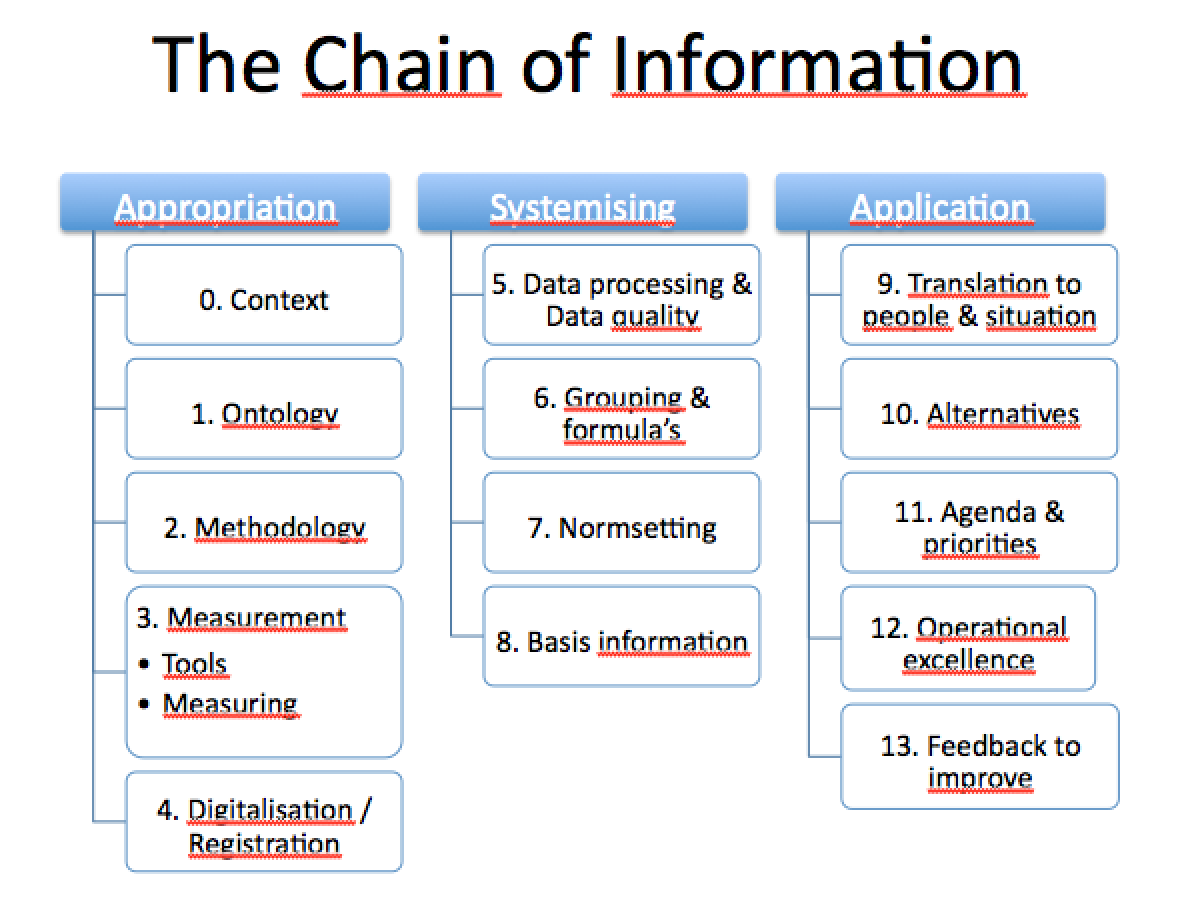 The Chain of Information
Appropriation
0. Context
1. Ontology
2. Methodology
3. Measurement
• Tools
• Measuring
4. Digitalisation /
Registration
Systemising
5. Data processing &
Data quality
6. Grouping &
formula's
7. Normsetting
8. Basis information
Application
9. Translation to
people & situation
10. Alternatives
11. Agenda &
priorities
12. Operational
excellence
13. Feedback to
improve